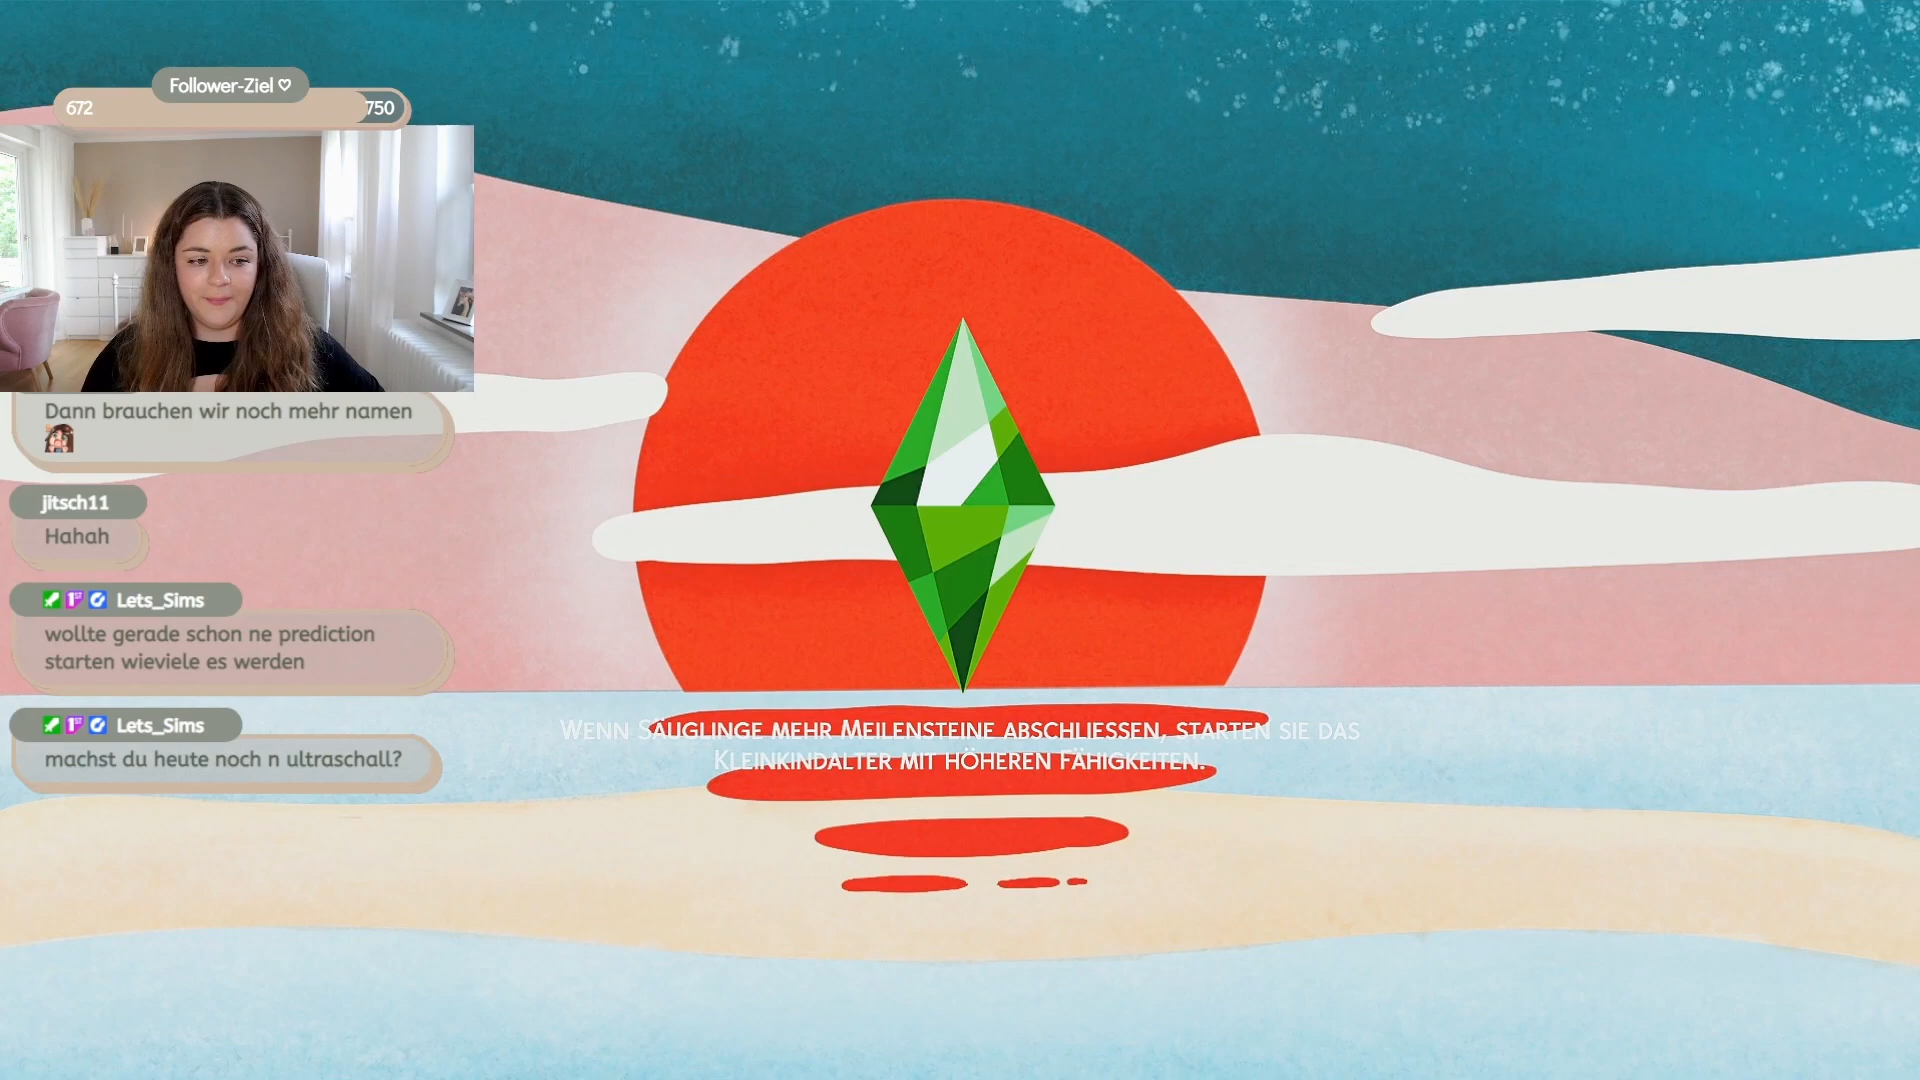 Follower-Ziel ♡
672
750
Dann brauchen wir noch mehr namen
jitsch11
Hahah
1ST Lets_Sims
wollte gerade schon ne prediction
starten wieviele es werden
1ST Lets_Sims
machst du heute noch n ultraschall?
WENN SÄUGLINGE MEHR MEILENSTEINE ABSCHLIESSEN, STARTEN SIE DAS
KLEINKINDALTER MIT HÖHEREN FÄHIGKEITEN.